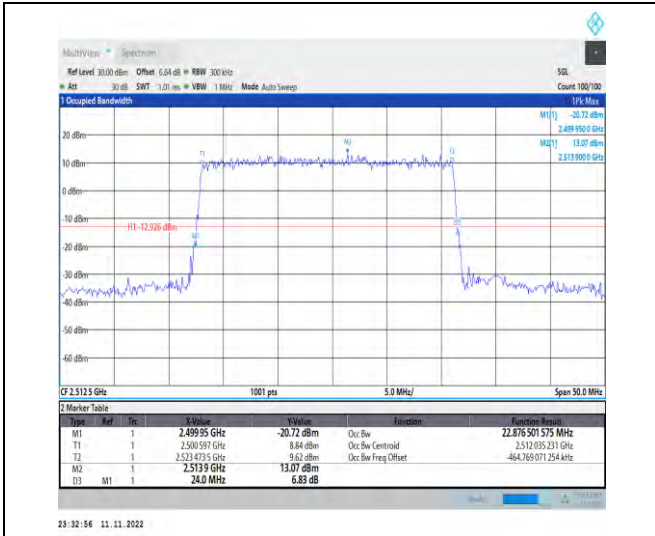 MultiView Spectrum
Ref Level 30.00 dBm Offset 6.64 dB RBW 300 kHz SGL
Att 30 dB SWT 1.01 ms VBW 1 MHz Mode Auto Sweep Count 100/100
1 Occupied Bandwidth 1Pk Max
M1[1] -20.72 dBm
2.499 950 0 GHz
M2[1] 13.07 dBm
2.513 900 0 GHz
20 dBm
T1 M2 T2
10 dBm
0 dBm
-10 dBm
H1 -12.926 dBm
D3
M1
-20 dBm
-30 dBm
-40 dBm
-50 dBm
-60 dBm
CF 2.512 5 GHz 1001 pts 5.0 MHz/ Span 50.0 MHz
2 Marker Table
Type Ref Trc X-Value Y-Value Function Function Result
M1 1 2.499 95 GHz -20.72 dBm Occ Bw 22.876 501 575 MHz
T1 1 2.500 597 GHz 8.84 dBm Occ Bw Centroid 2.512 035 231 GHz
T2 1 2.523 473 5 GHz 9.62 dBm Occ Bw Freq Offset -464.769 071 254 kHz
M2 1 2.513 9 GHz 13.07 dBm
D3 M1 1 24.0 MHz 6.83 dB
23:32:56 11.11.2022